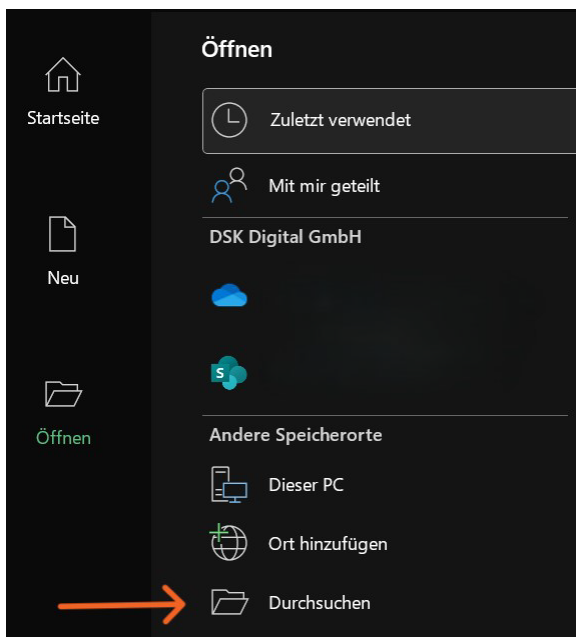 Öffnen
Startseite
Zuletzt verwendet
Mit mir geteilt
DSK Digital GmbH
Neu
S
Öffnen
Andere Speicherorte
Dieser PC
Ort hinzufügen
Durchsuchen